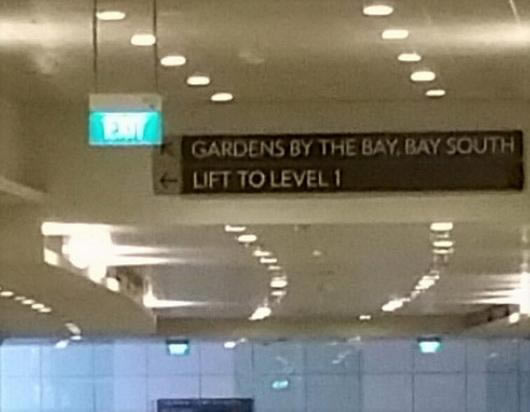 EXIT
GARDENS BY THE BAY, BAY SOUTH
← LIFT TO LEVEL 1